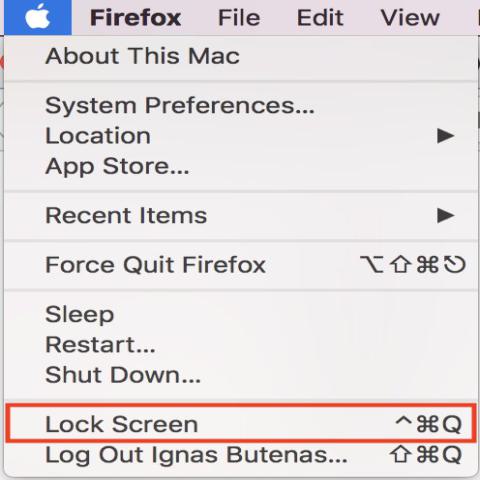 Firefox File Edit View
About This Mac
System Preferences...
Location ▶
App Store...
Recent Items ▶
Force Quit Firefox ⌥⇧⌘⎋
Sleep
Restart...
Shut Down...
Lock Screen ^⌘Q
Log Out Ignas Butenas... ⇧⌘Q